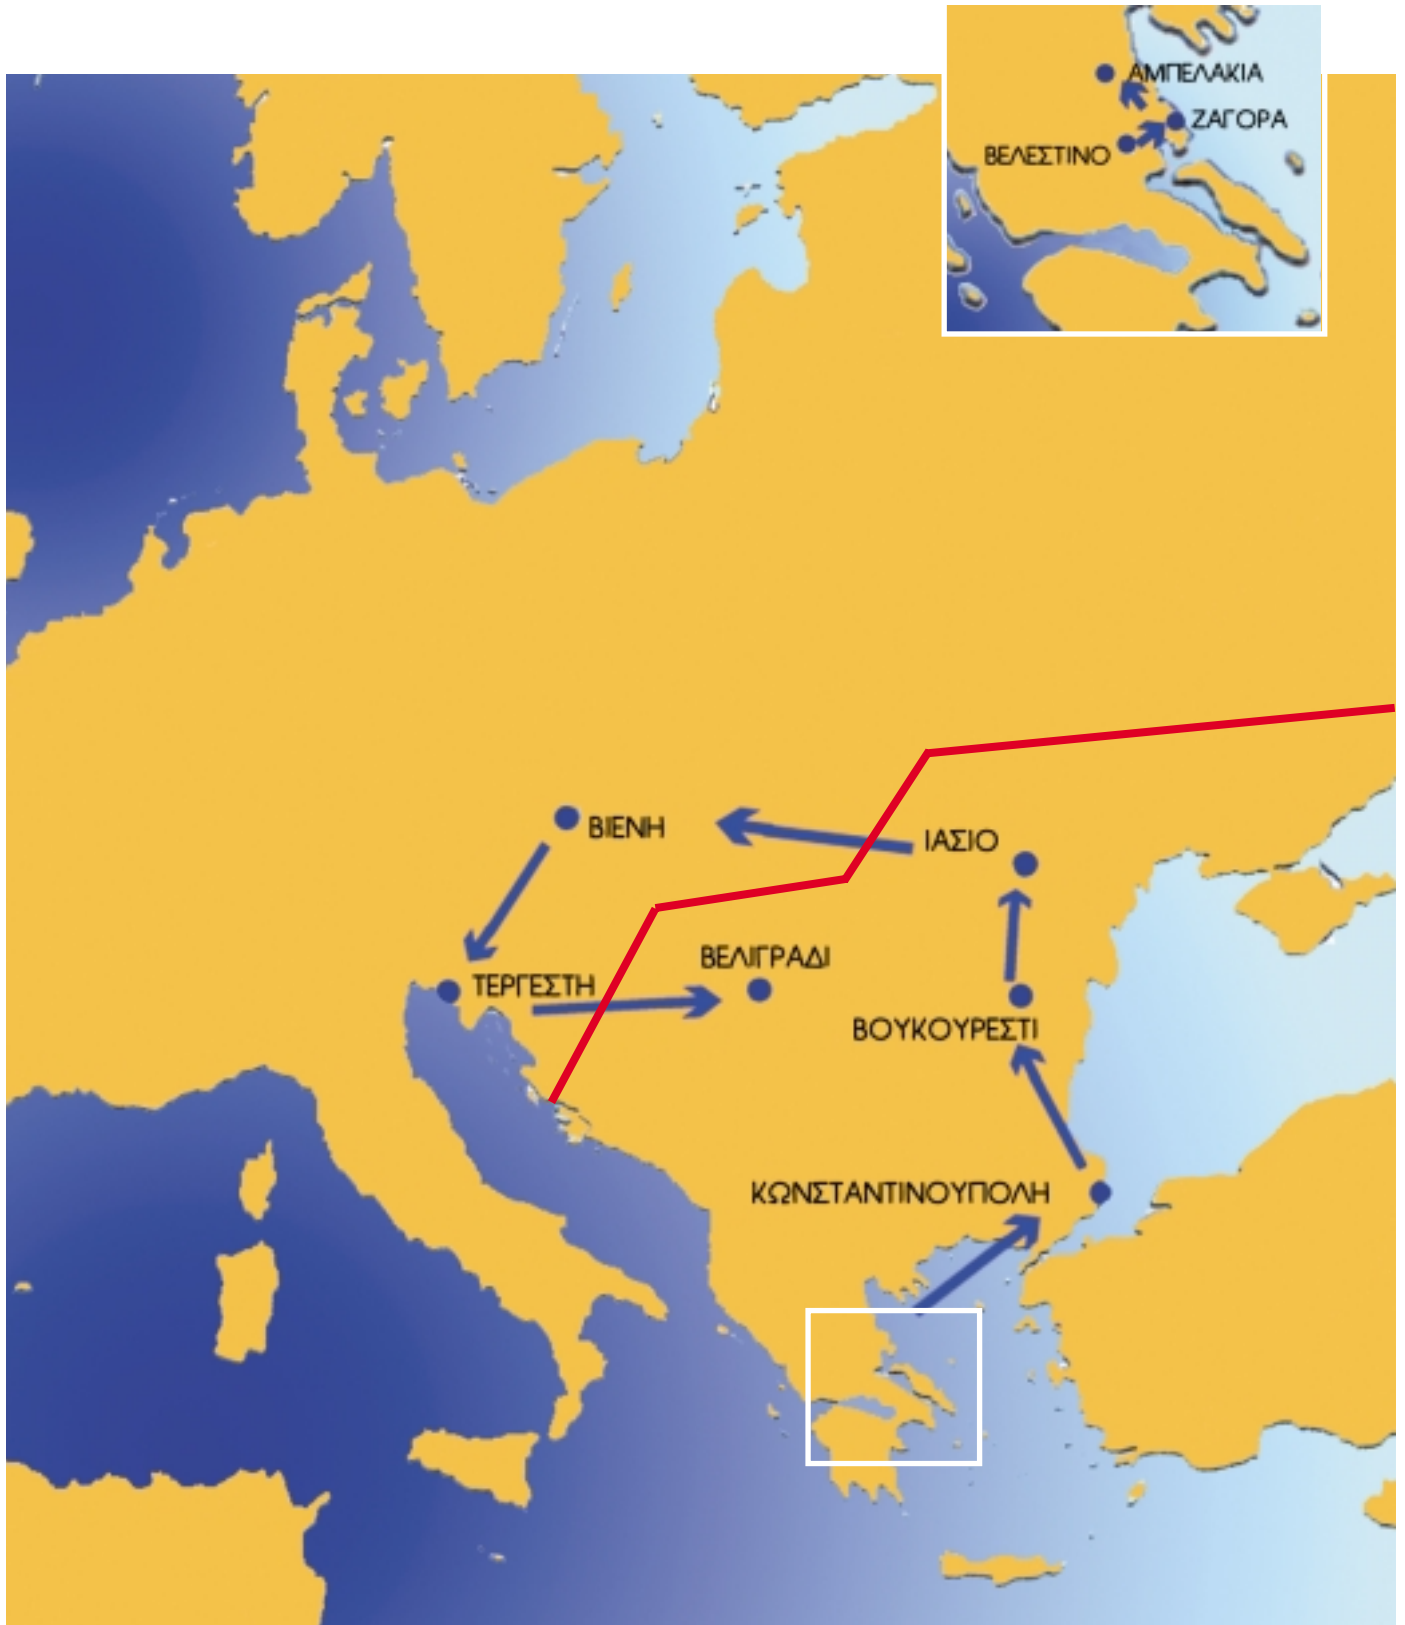 ΑΜΠΕΛΑΚΙΑ
ΖΑΓΟΡΑ
ΒΕΛΕΣΤΙΝΟ
ΒΙΕΝΗ
ΙΑΣΙΟ
ΒΕΛΙΓΡΑΔΙ
ΤΕΡΓΕΣΤΗ
ΒΟΥΚΟΥΡΕΣΤΙ
ΚΩΝΣΤΑΝΤΙΝΟΥΠΟΛΗ